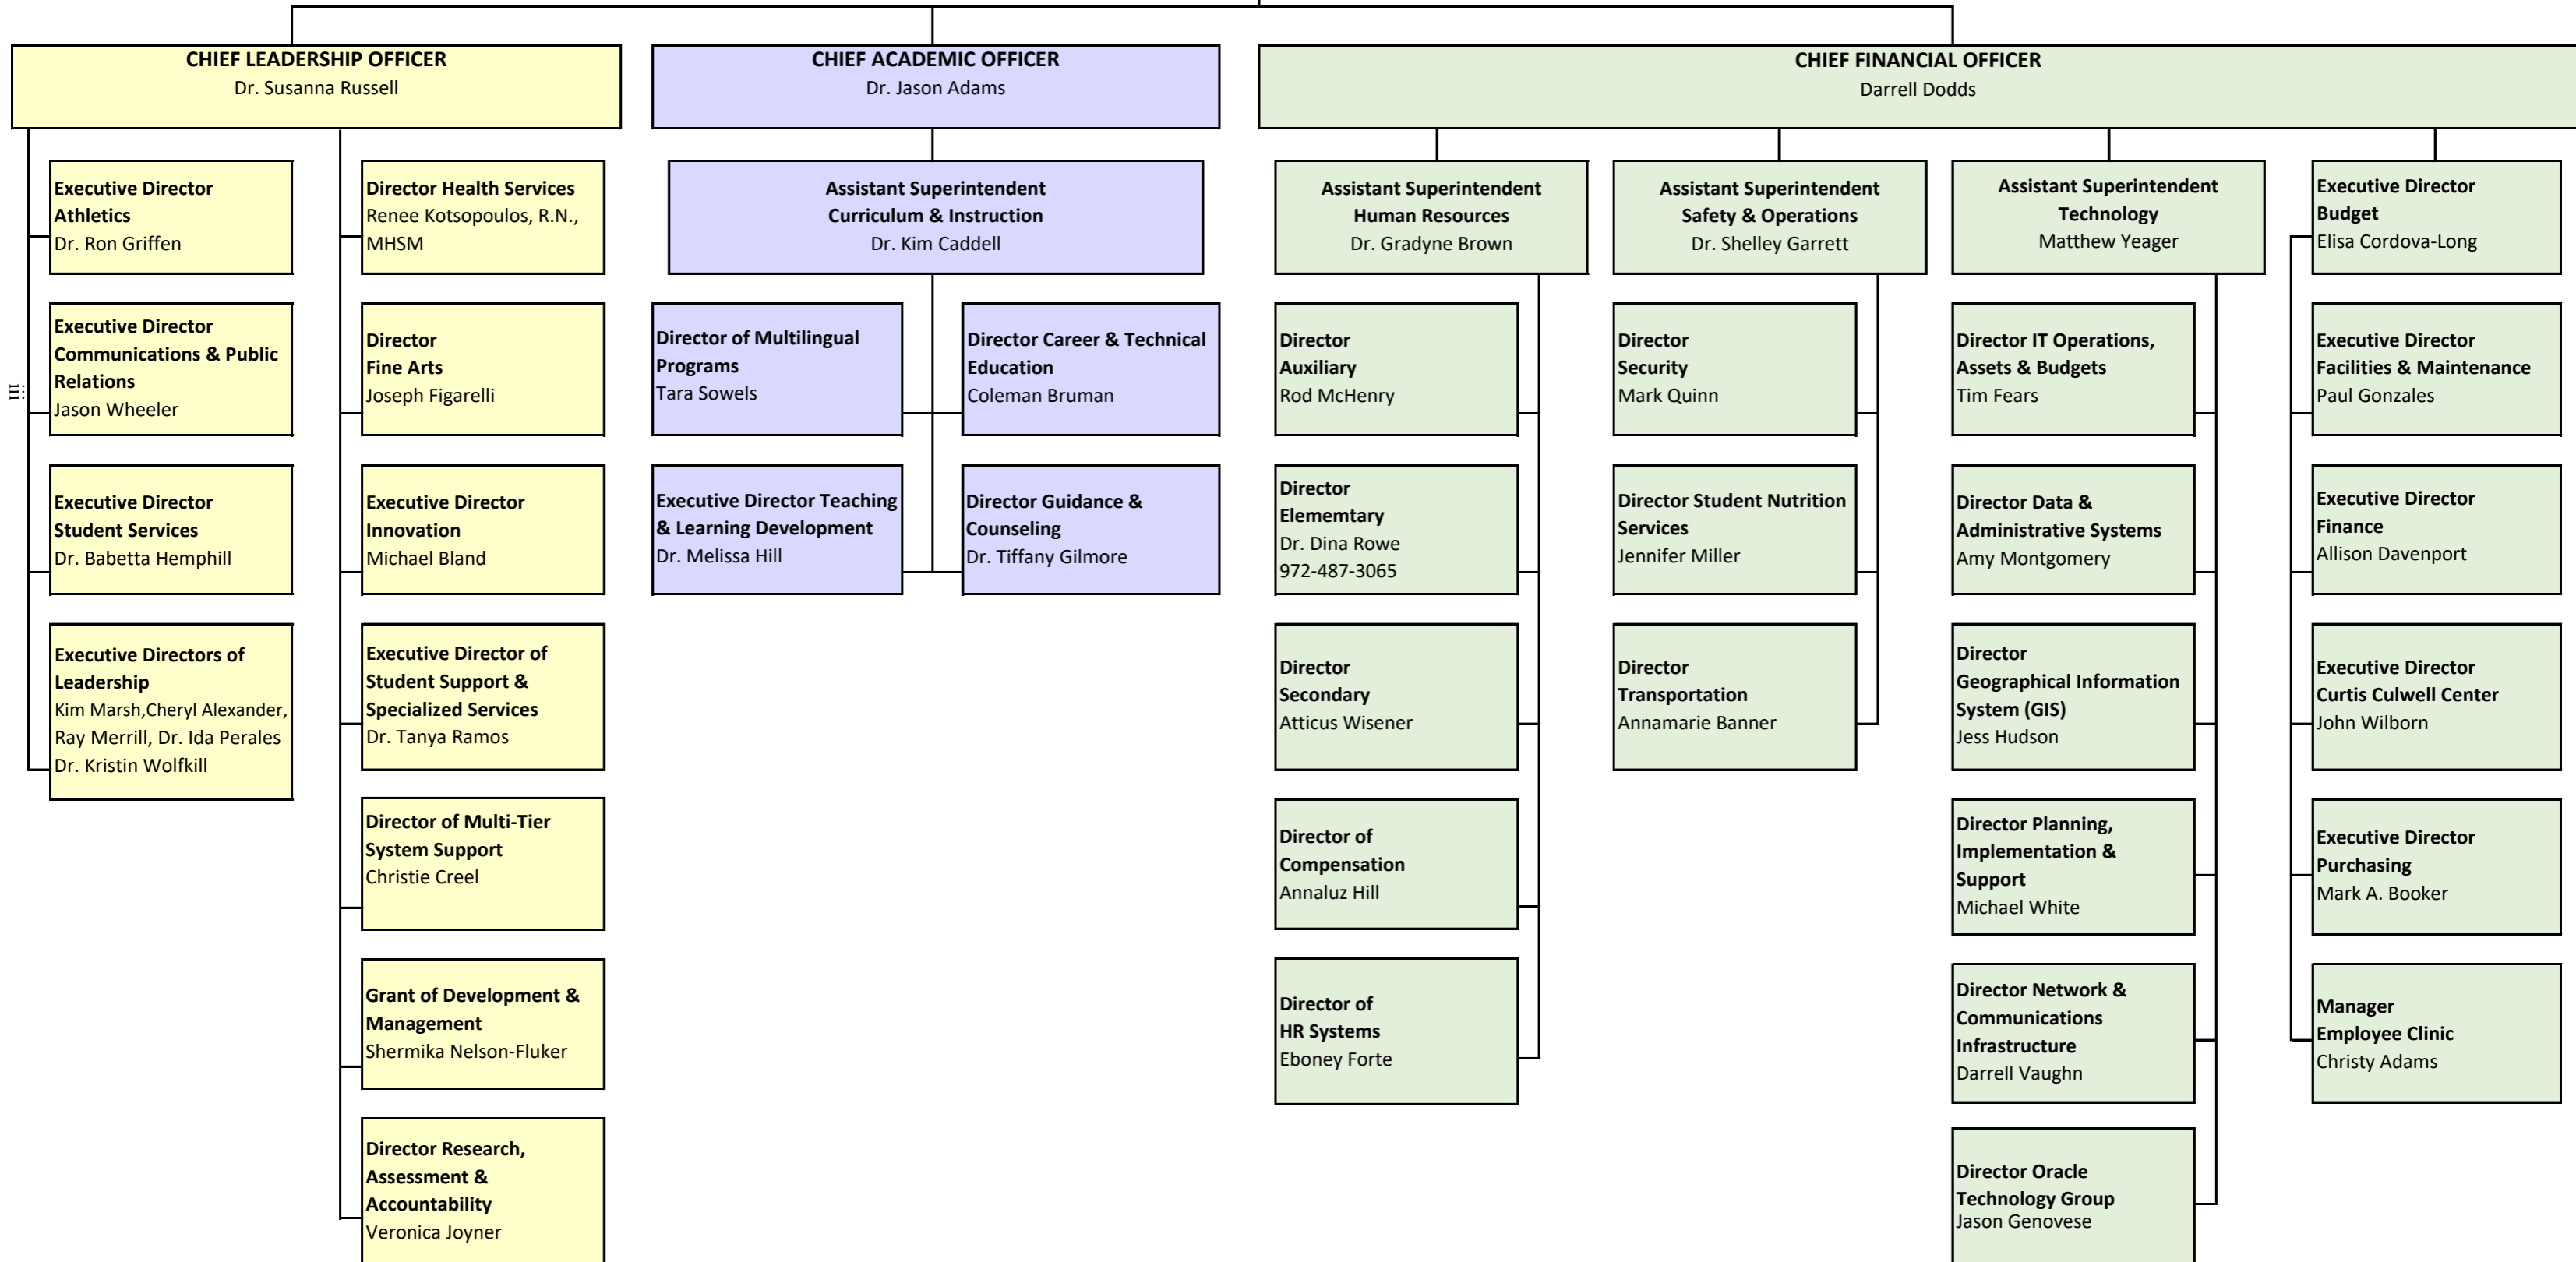 CHIEF LEADERSHIP OFFICER
Dr. Susanna Russell
CHIEF ACADEMIC OFFICER
Dr. Jason Adams
CHIEF FINANCIAL OFFICER
Darrell Dodds
Executive Director
Athletics
Dr. Ron Griffen
Executive Director
Communications & Public
Relations
Jason Wheeler
Executive Director
Student Services
Dr. Babetta Hemphill
Executive Directors of
Leadership
Kim Marsh,Cheryl Alexander,
Ray Merrill, Dr. Ida Perales
Dr. Kristin Wolfkill
Director Health Services
Renee Kotsopoulos, R.N.,
MHSM
Director
Fine Arts
Joseph Figarelli
Executive Director
Innovation
Michael Bland
Executive Director of
Student Support &
Specialized Services
Dr. Tanya Ramos
Director of Multi-Tier
System Support
Christie Creel
Grant of Development &
Management
Shermika Nelson-Fluker
Director Research,
Assessment &
Accountability
Veronica Joyner
Assistant Superintendent
Curriculum & Instruction
Dr. Kim Caddell
Director of Multilingual
Programs
Tara Sowels
Director Career & Technical
Education
Coleman Bruman
Executive Director Teaching
& Learning Development
Dr. Melissa Hill
Director Guidance &
Counseling
Dr. Tiffany Gilmore
Assistant Superintendent
Human Resources
Dr. Gradyne Brown
Director
Auxiliary
Rod McHenry
Director
Elememtary
Dr. Dina Rowe
972-487-3065
Director
Secondary
Atticus Wisener
Director of
Compensation
Annaluz Hill
Director of
HR Systems
Eboney Forte
Assistant Superintendent
Safety & Operations
Dr. Shelley Garrett
Director
Security
Mark Quinn
Director Student Nutrition
Services
Jennifer Miller
Director
Transportation
Annamarie Banner
Assistant Superintendent
Technology
Matthew Yeager
Director IT Operations,
Assets & Budgets
Tim Fears
Director Data &
Administrative Systems
Amy Montgomery
Director
Geographical Information
System (GIS)
Jess Hudson
Director Planning,
Implementation &
Support
Michael White
Director Network &
Communications
Infrastructure
Darrell Vaughn
Director Oracle
Technology Group
Jason Genovese
Executive Director
Budget
Elisa Cordova-Long
Executive Director
Facilities & Maintenance
Paul Gonzales
Executive Director
Finance
Allison Davenport
Executive Director
Curtis Culwell Center
John Wilborn
Executive Director
Purchasing
Mark A. Booker
Manager
Employee Clinic
Christy Adams